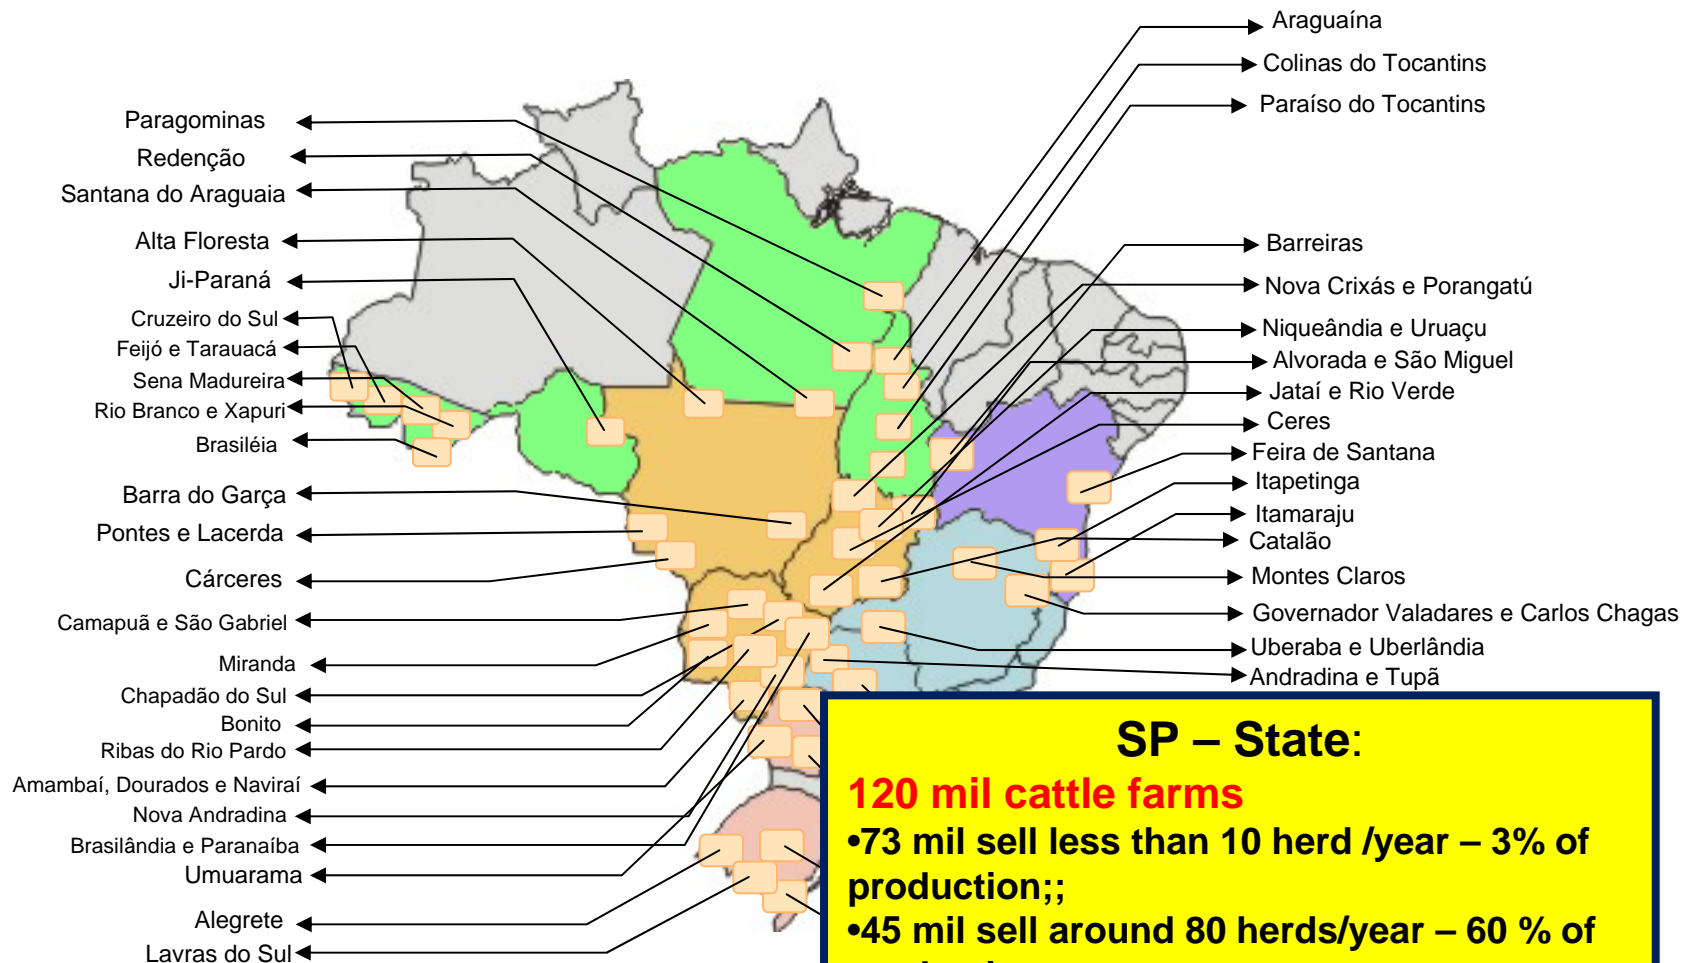 Paragominas
Redenção
Santana do Araguaia
Alta Floresta
Ji-Paraná
Cruzeiro do Sul
Feijó e Tarauacá
Sena Madureira
Rio Branco e Xapuri
Brasiléia
Barra do Garça
Pontes e Lacerda
Cárceres
Camapuã e São Gabriel
Miranda
Chapadão do Sul
Bonito
Ribas do Rio Pardo
Amambaí, Dourados e Naviraí
Nova Andradina
Brasilândia e Paranaíba
Umuarama
Alegrete
Lavras do Sul
Araguaína
Colinas do Tocantins
Paraíso do Tocantins
Barreiras
Nova Crixás e Porangatú
Niqueândia e Uruaçu
Alvorada e São Miguel
Jataí e Rio Verde
Ceres
Feira de Santana
Itapetinga
Itamaraju
Catalão
Montes Claros
Governador Valadares e Carlos Chagas
Uberaba e Uberlândia
Andradina e Tupã
SP – State:
120 mil cattle farms
•73 mil sell less than 10 herd /year – 3% of
production;;
•45 mil sell around 80 herds/year – 60 % of